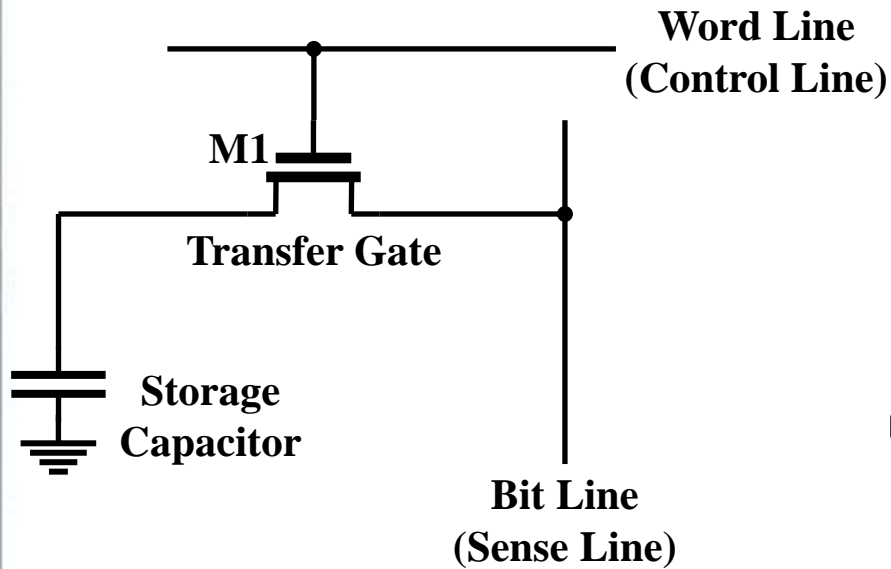 Word Line
(Control Line)
M1
Transfer Gate
Storage
Capacitor
Bit Line
(Sense Line)